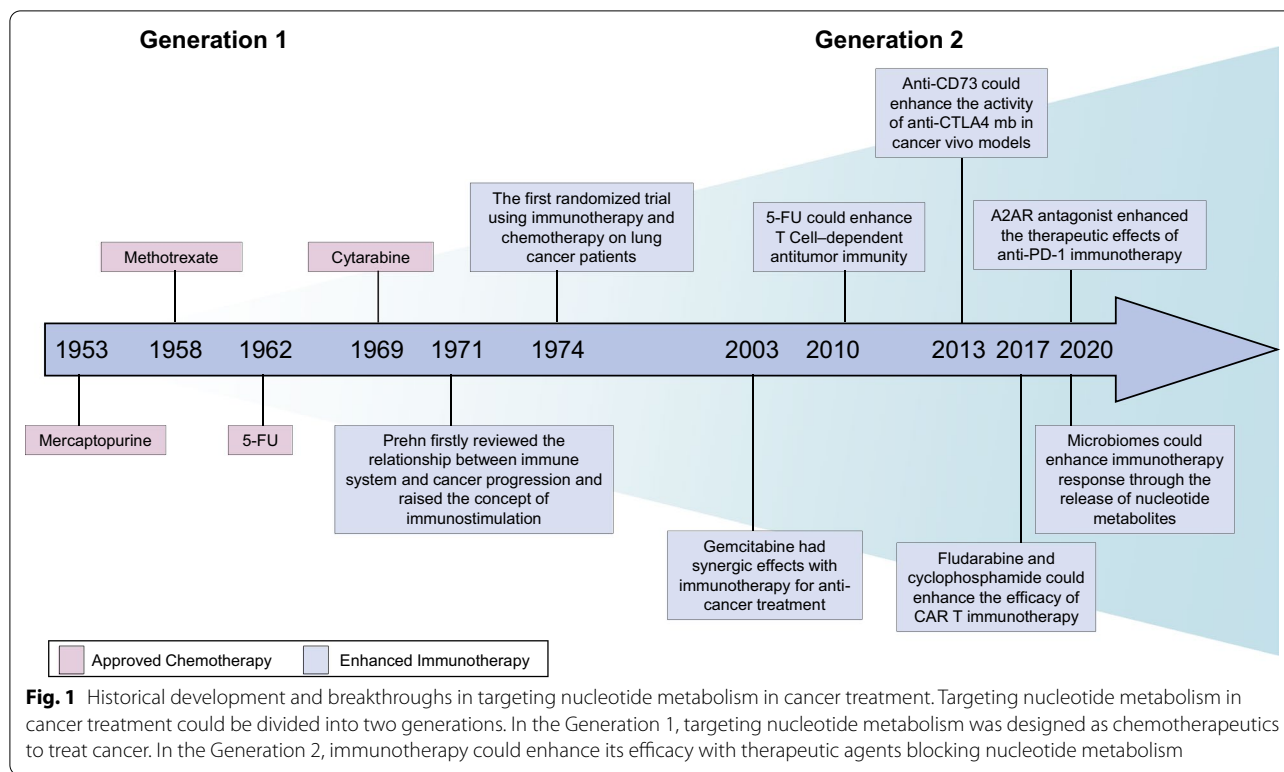 Generation 1
Generation 2
Anti-CD73 could
enhance the activity
of anti-CTLA4 mb in
cancer vivo models
The first randomized trial
using immunotherapy and
chemotherapy on lung
cancer patients
5-FU could enhance
T Cell–dependent
antitumor immunity
A2AR antagonist enhanced
the therapeutic effects of
anti-PD-1 immunotherapy
Methotrexate
Cytarabine
1953
1958
1962
1969
1971
1974
2003
2010
2013
2017
2020
Mercaptopurine
5-FU
Prehn firstly reviewed the
relationship between immune
system and cancer progression and
raised the concept of
immunostimulation
Gemcitabine had
synergic effects with
immunotherapy for anti-
cancer treatment
Fludarabine and
cyclophosphamide could
enhance the efficacy of
CAR T immunotherapy
Microbiomes could
enhance immunotherapy
response through the
release of nucleotide
metabolites
Approved Chemotherapy
Enhanced Immunotherapy
Fig. 1 Historical development and breakthroughs in targeting nucleotide metabolism in cancer treatment. Targeting nucleotide metabolism in
cancer treatment could be divided into two generations. In the Generation 1, targeting nucleotide metabolism was designed as chemotherapeutics
to treat cancer. In the Generation 2, immunotherapy could enhance its efficacy with therapeutic agents blocking nucleotide metabolism